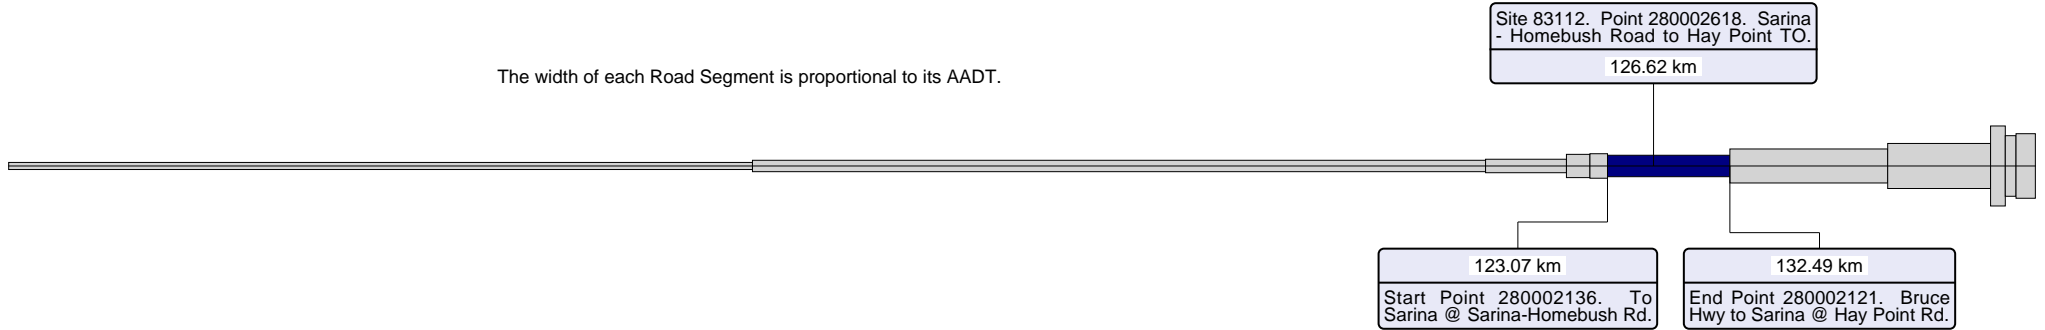 Site 83112. Point 280002618. Sarina
- Homebush Road to Hay Point TO.
126.62 km
The width of each Road Segment is proportional to its AADT.
123.07 km
Start Point 280002136. To
Sarina @ Sarina-Homebush Rd.
132.49 km
End Point 280002121. Bruce
Hwy to Sarina @ Hay Point Rd.